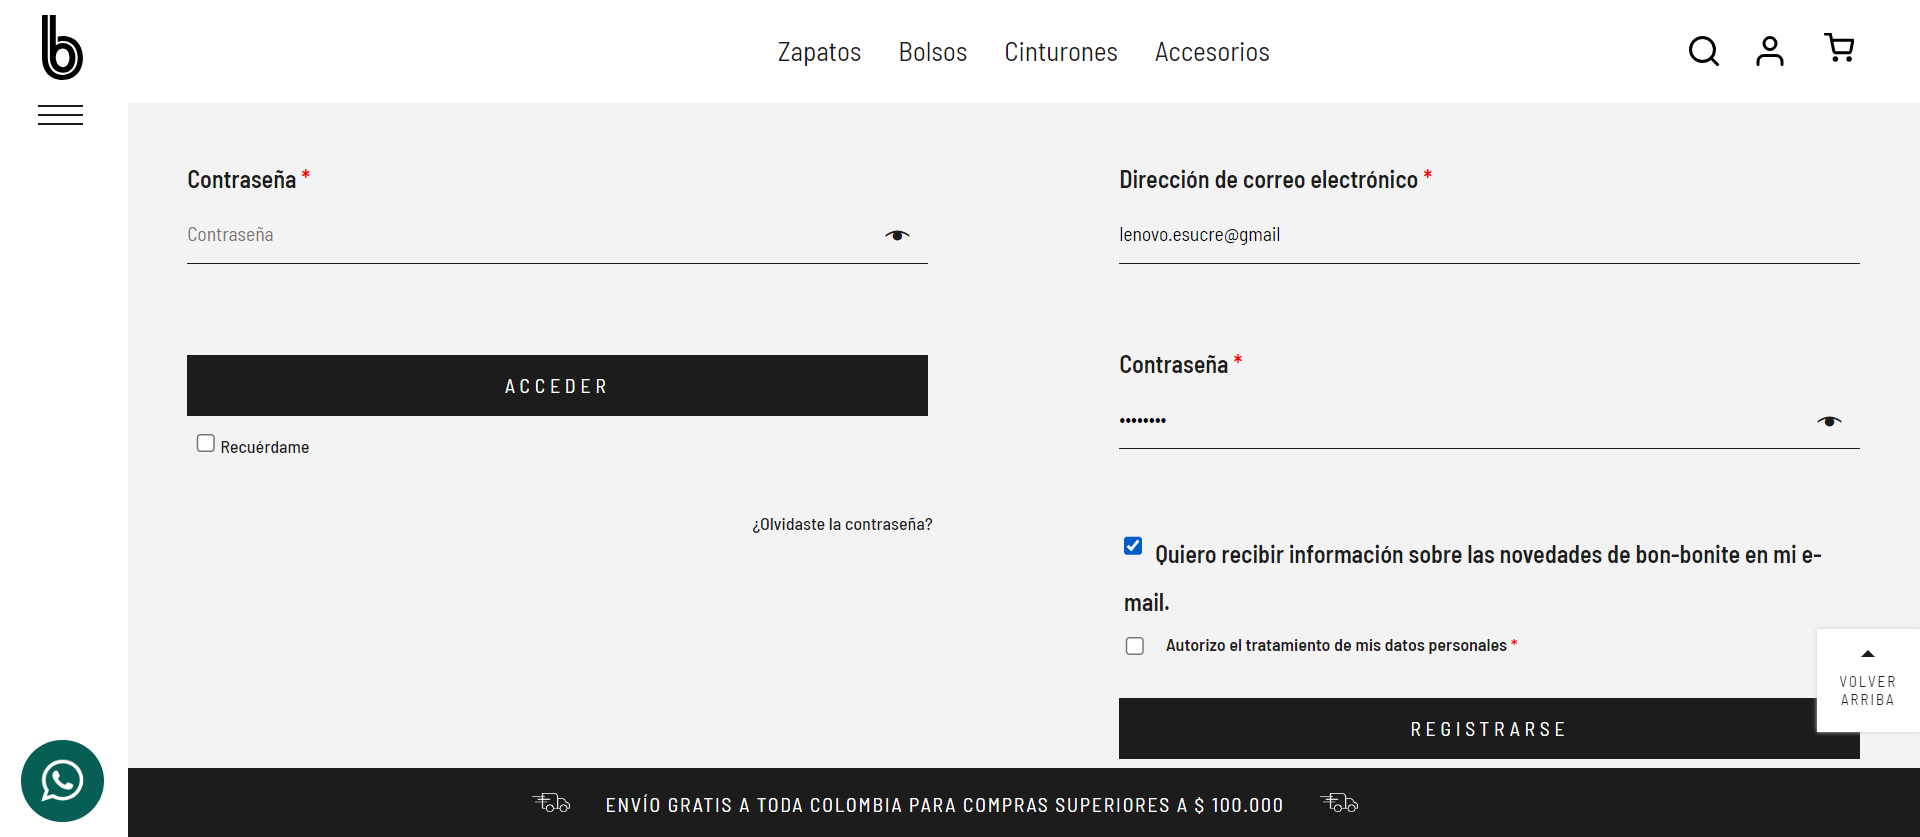 b
Zapatos Bolsos Cinturones Accesorios
Contraseña *
Contraseña
ACCEDER
Recuérdame
¿Olvidaste la contraseña?
Dirección de correo electrónico *
lenovo.esucre@gmail
Contraseña *
••••••••
Quiero recibir información sobre las novedades de bon-bonite en mi e-
mail.
Autorizo el tratamiento de mis datos personales *
REGISTRARSE
VOLVER
ARRIBA
ENVÍO GRATIS A TODA COLOMBIA PARA COMPRAS SUPERIORES A $ 100.000